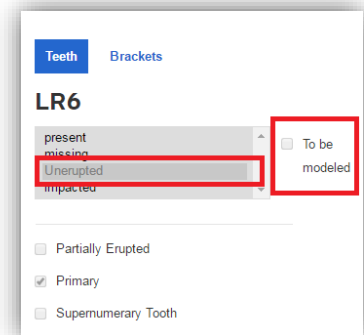 Teeth Brackets
LR6
present
missing
Unerupted
impacted
To be
modeled
Partially Erupted
Primary
Supernumerary Tooth